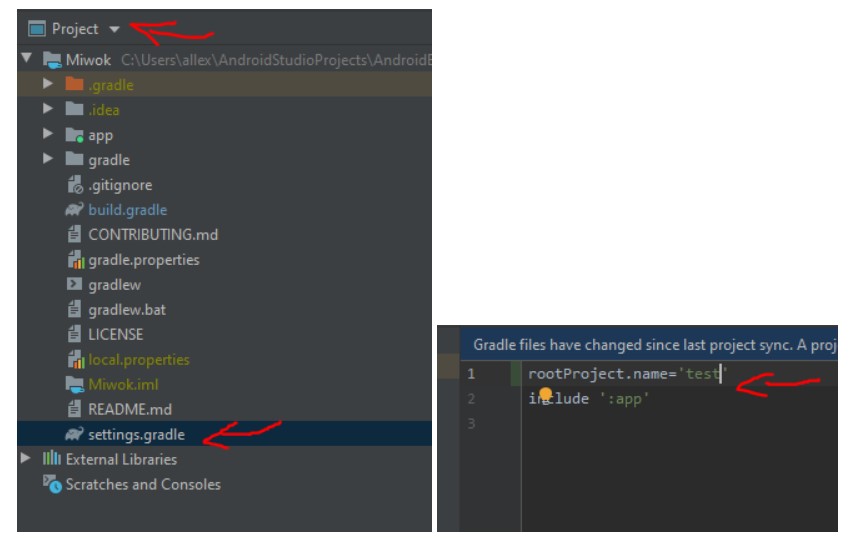 Project
Miwok C:\Users\allex\AndroidStudioProjects\Android
.gradle
.idea
app
gradle
.gitignore
build.gradle
CONTRIBUTING.md
gradle.properties
gradlew
gradlew.bat
LICENSE
local.properties
Miwok.iml
README.md
settings.gradle
External Libraries
Scratches and Consoles
Gradle files have changed since last project sync. A proj
1 rootProject.name='test'
2 include ':app'
3